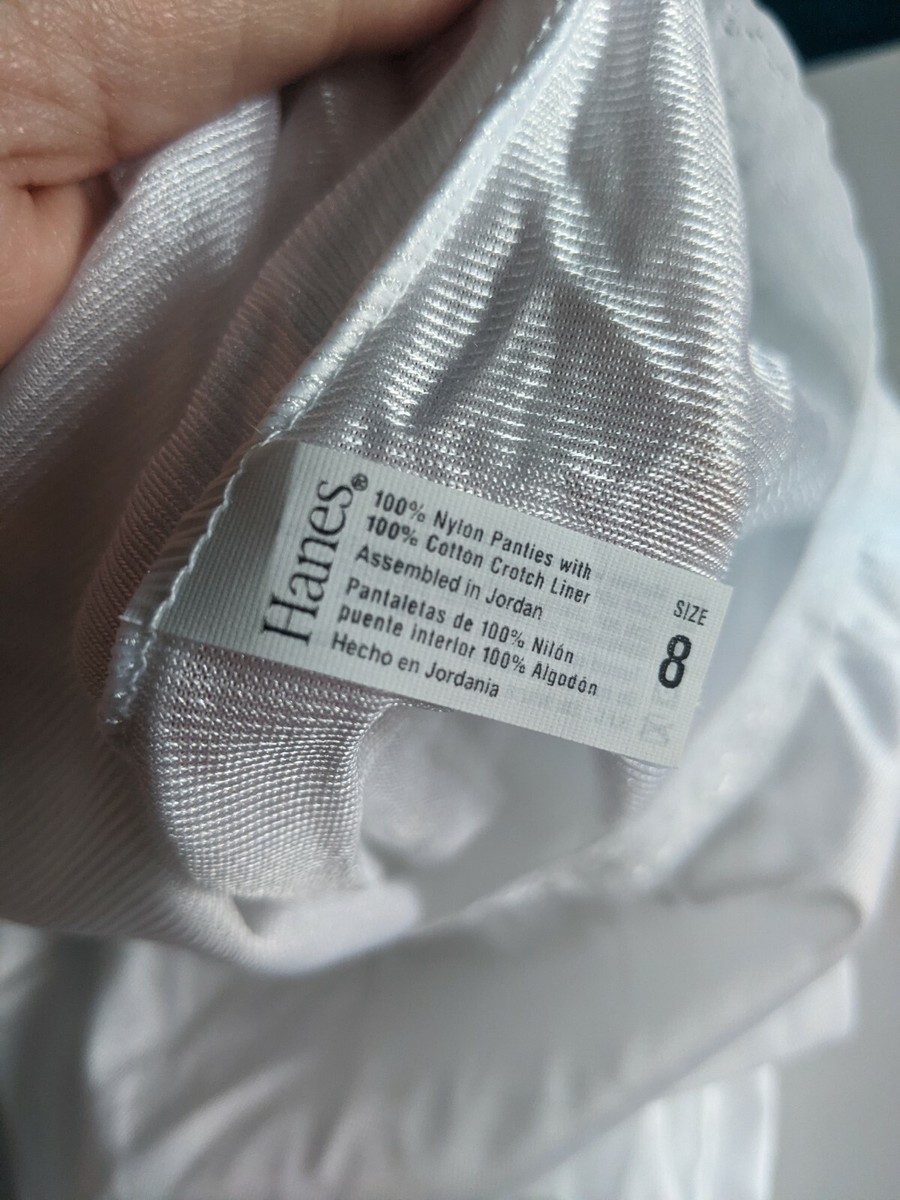 Hanes®
100% Nylon Panties with
100% Cotton Crotch Liner
Assembled in Jordan
Pantaletas de 100% Nilón
puente interior 100% Algodón
Hecho en Jordania
SIZE
8